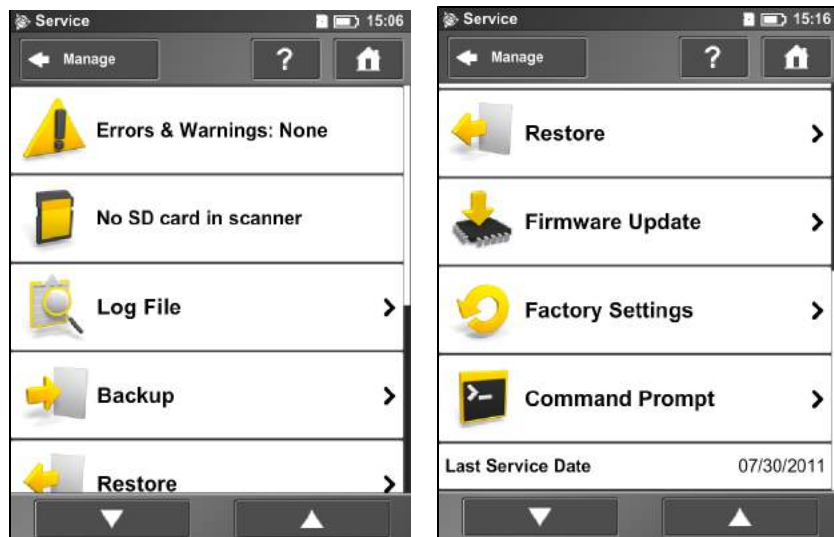 Service 15:06
Manage ?
Errors & Warnings: None
No SD card in scanner
Log File
Backup
Restore
Service 15:16
Manage ?
Restore
Firmware Update
Factory Settings
>_
Command Prompt
Last Service Date 07/30/2011